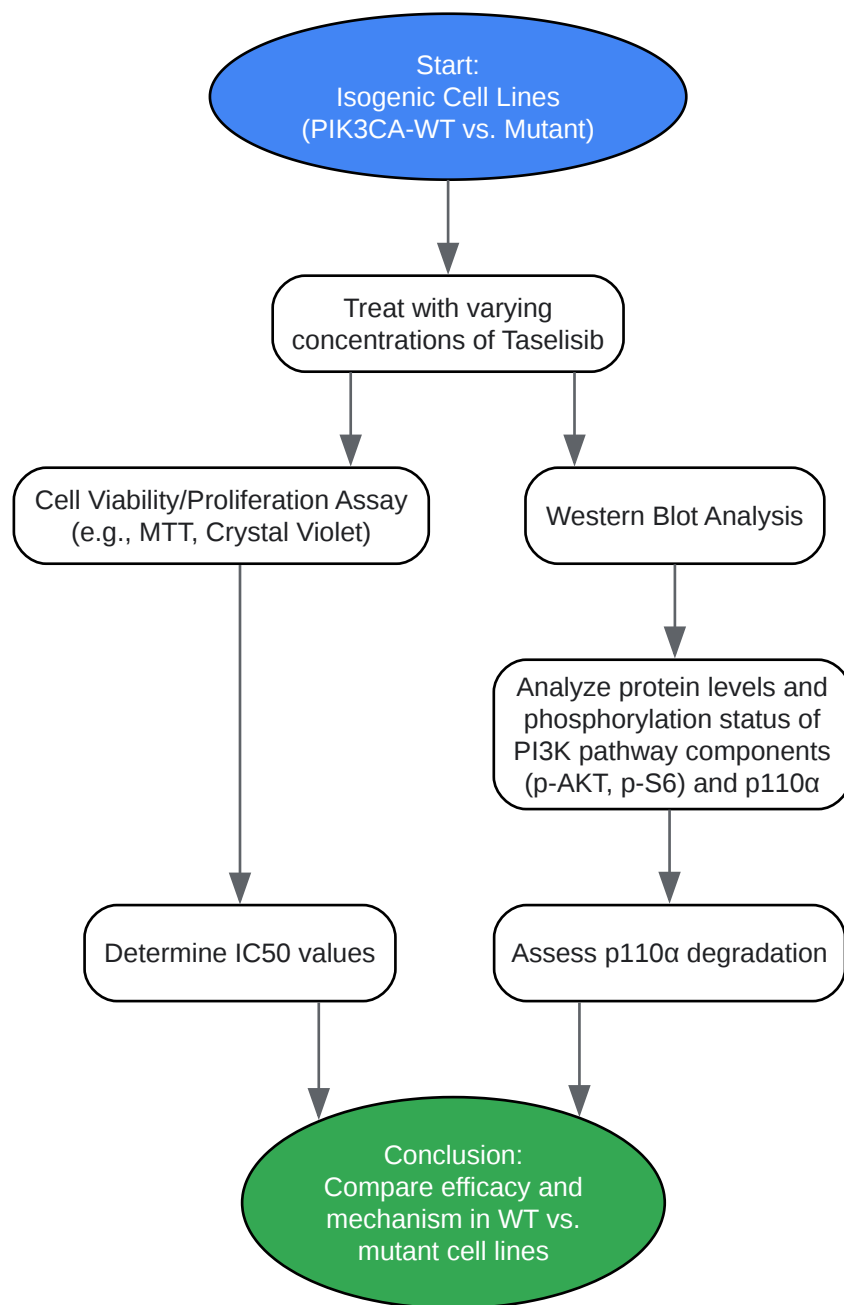 Start:
Isogenic Cell Lines
(PIK3CA-WT vs. Mutant)
Treat with varying
concentrations of Taselisib
Cell Viability/Proliferation Assay
(e.g., MTT, Crystal Violet)
Western Blot Analysis
Analyze protein levels and
phosphorylation status of
PI3K pathway components
(p-AKT, p-S6) and p110α
Determine IC50 values
Assess p110α degradation
Conclusion:
Compare efficacy and
mechanism in WT vs.
mutant cell lines